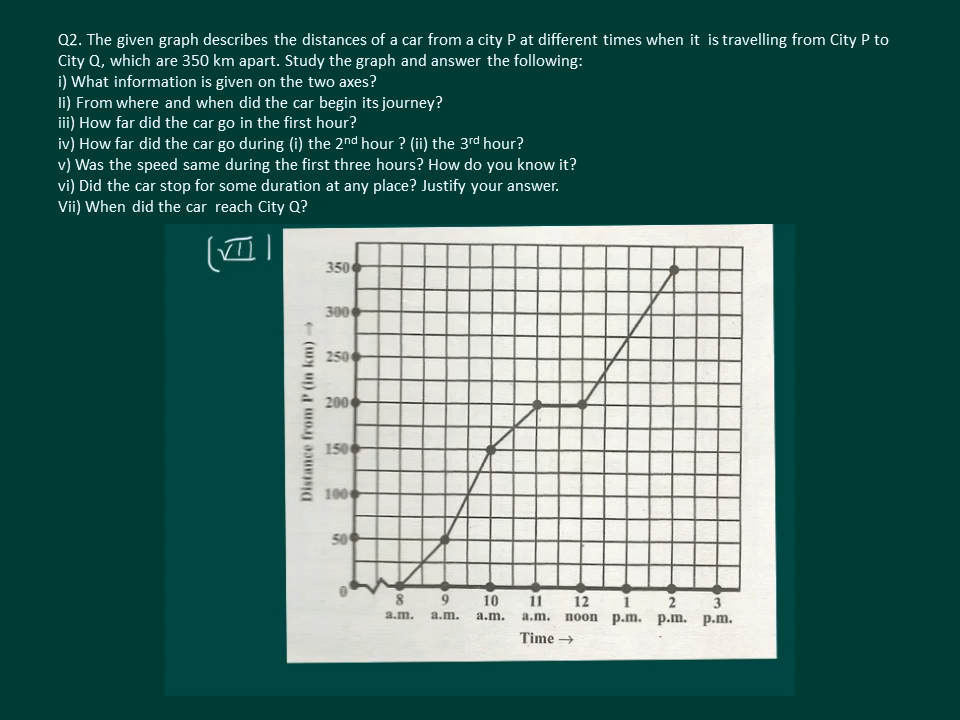 Q2. The given graph describes the distances of a car from a city P at different times when it is travelling from City P to
City Q, which are 350 km apart. Study the graph and answer the following:
i) What information is given on the two axes?
Ii) From where and when did the car begin its journey?
iii) How far did the car go in the first hour?
iv) How far did the car go during (i) the 2nd hour ? (ii) the 3rd hour?
v) Was the speed same during the first three hours? How do you know it?
vi) Did the car stop for some duration at any place? Justify your answer.
Vii) When did the car reach City Q?
350
300
250
200
150
100
50
0
Distance from P (in km) →
8 9 10 11 12 1 2 3
a.m. a.m. a.m. a.m. noon p.m. p.m. p.m.
Time →